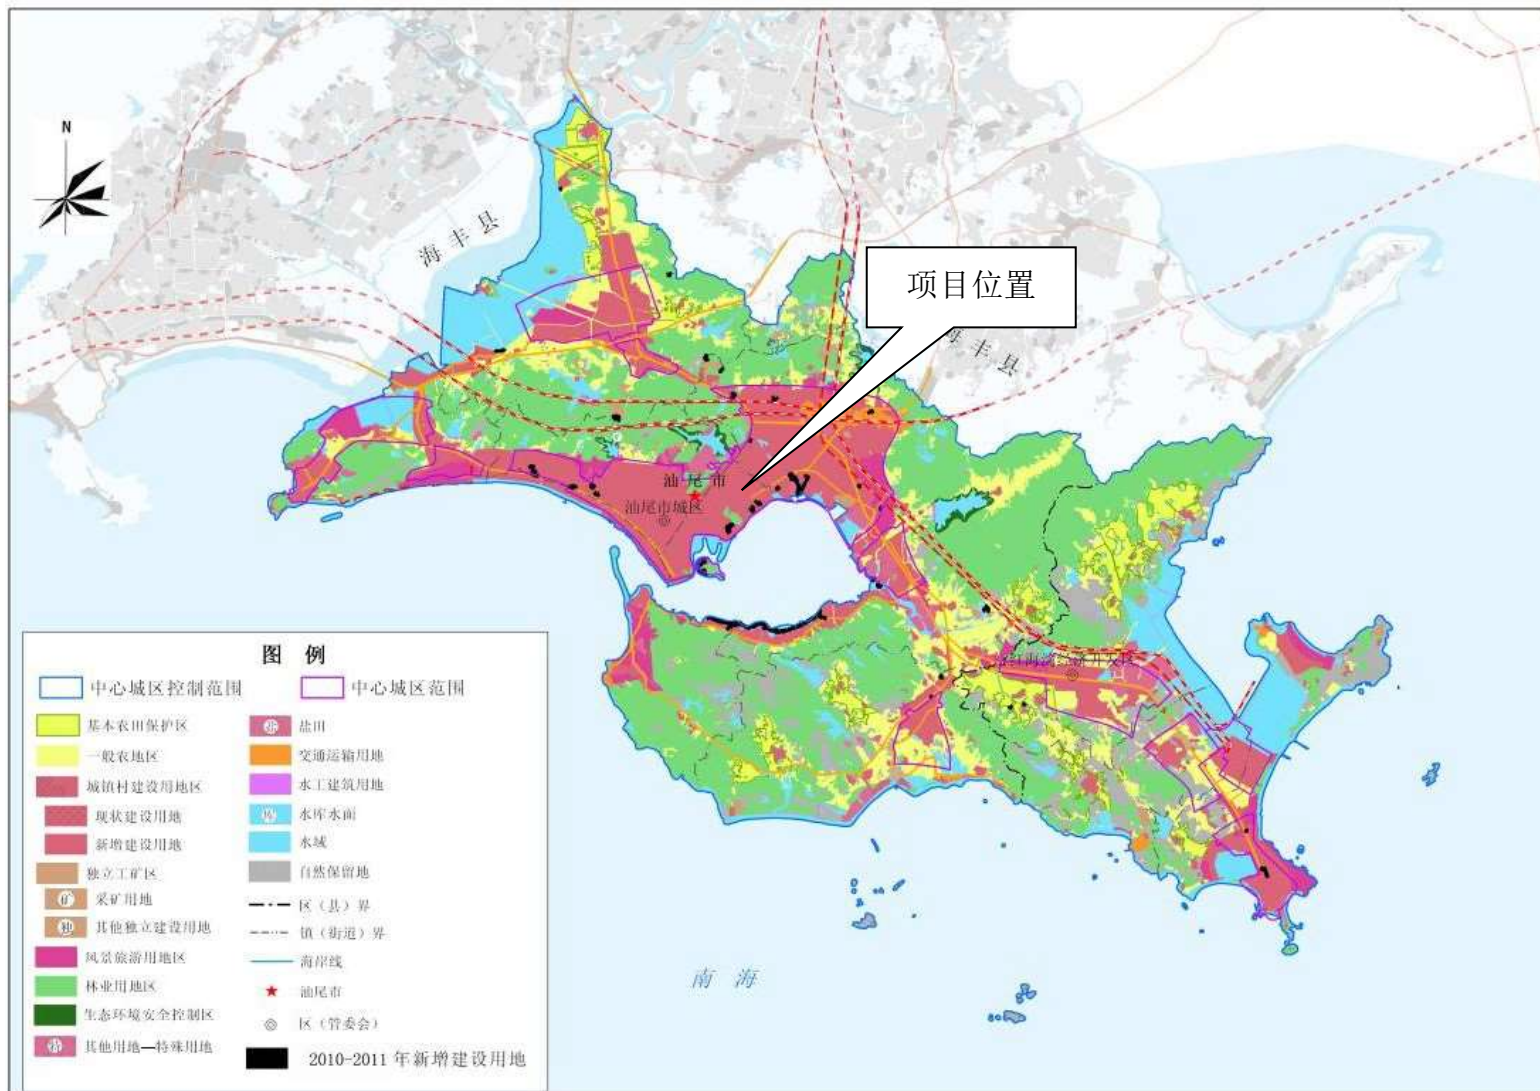 N
海丰县
项目位置
海丰县
汕尾市
汕尾市城区
南海
图例
中心城区控制范围
中心城区范围
基本农田保护区
盐田
一般农地区
交通运输用地
城镇村建设用地区
水工建筑用地
现状建设用地
水库水面
新增建设用地
水域
独立工矿区
自然保留地
矿 采矿用地
区（县）界
独 其他独立建设用地
镇（街道）界
风景旅游用地区
海岸线
林业用地区
汕尾市
生态环境安全控制区
区（管委会）
特 其他用地—特殊用地
2010-2011 年新增建设用地